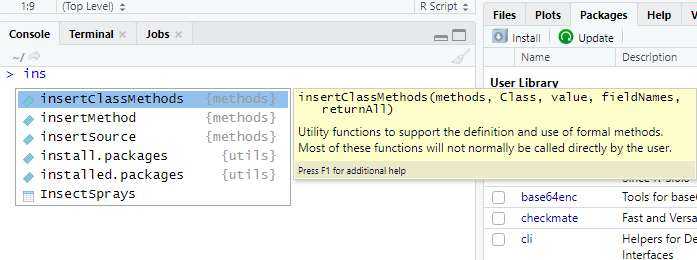 1:9 (Top Level) R Script
Console Terminal Jobs
~/
> ins
insertClassMethods {methods}
insertMethod {methods}
insertSource {methods}
install.packages {utils}
installed.packages {utils}
InsectSprays
insertClassMethods(methods, Class, value, fieldNames,
returnAll)
Utility functions to support the definition and use of formal methods.
Most of these functions will not normally be called directly by the user.
Press F1 for additional help
Files Plots Packages Help
Install Update
Name Description
User Library
base64enc Tools for base6
checkmate Fast and Versa
cli Helpers for De
Interfaces